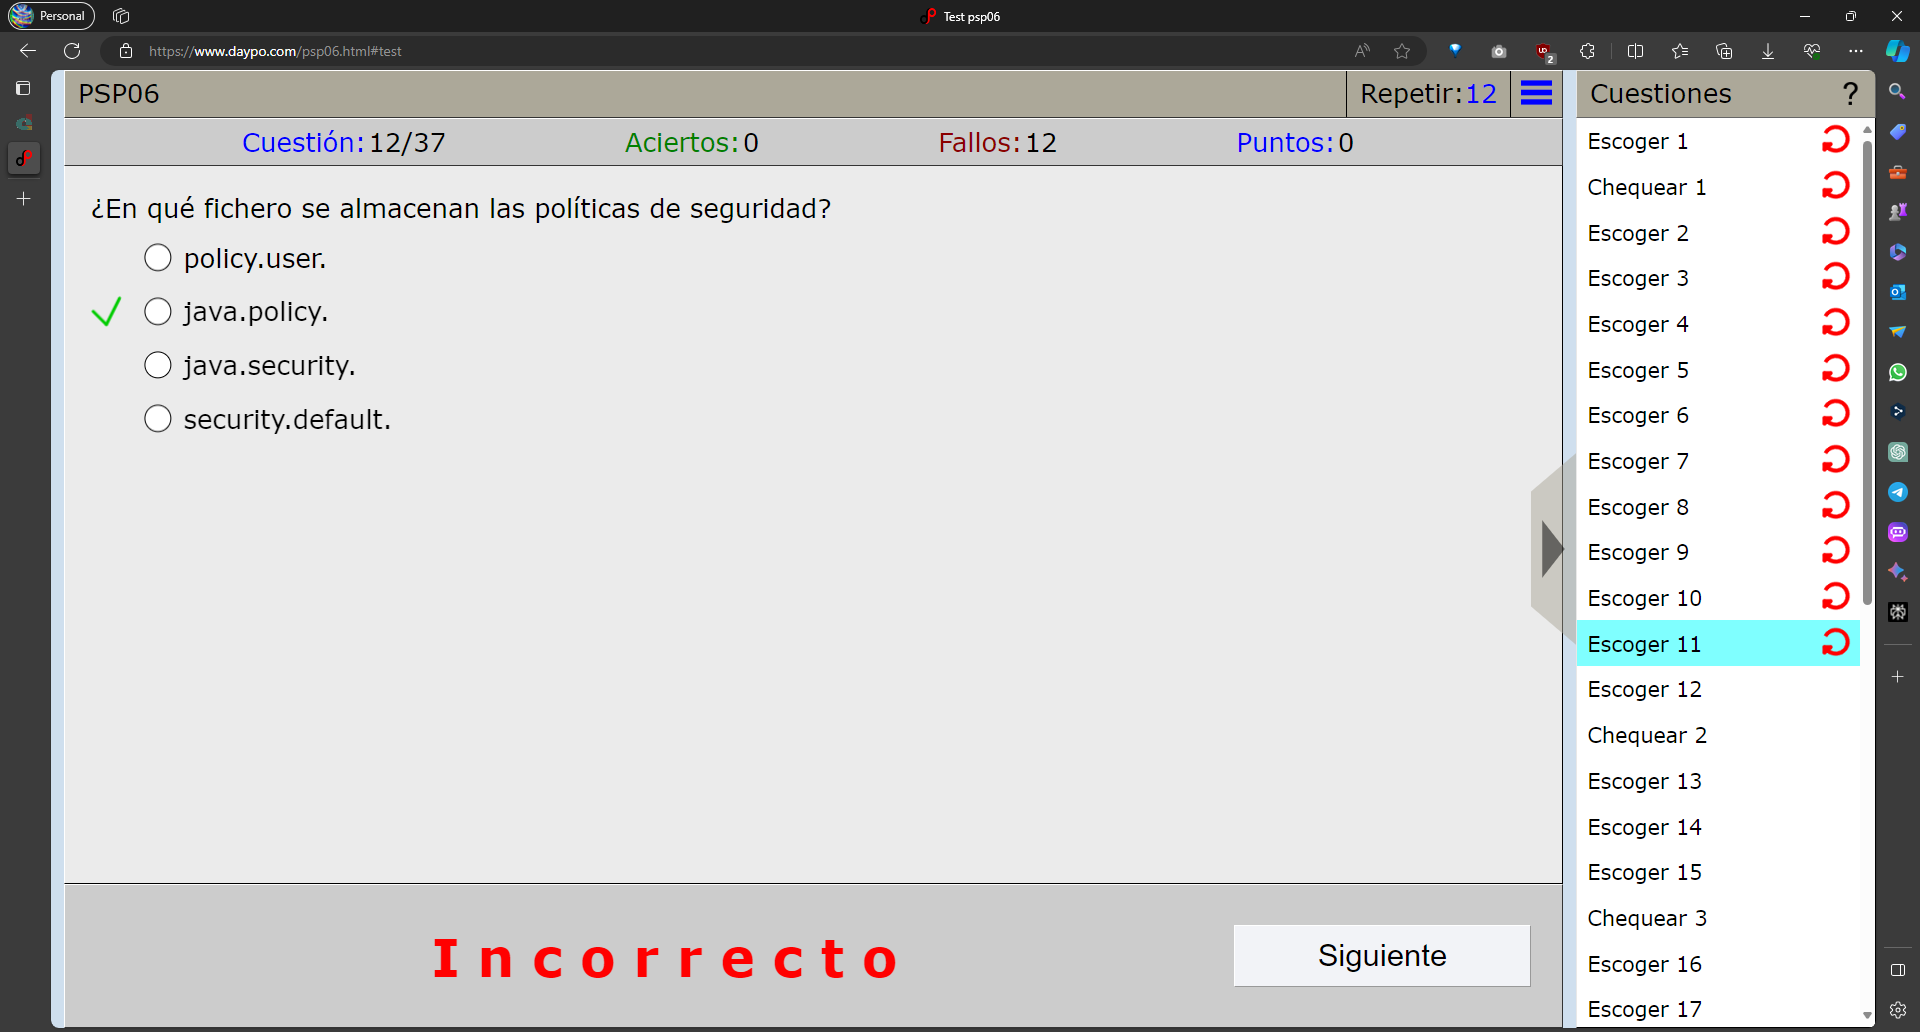 Personal
Test psp06
https://www.daypo.com/psp06.html#test
PSP06
Repetir:12
Cuestiones
?
Cuestión:12/37
Aciertos:0
Fallos:12
Puntos:0
¿En qué fichero se almacenan las políticas de seguridad?
policy.user.
java.policy.
java.security.
security.default.
Incorrecto
Siguiente
Escoger 1
Chequear 1
Escoger 2
Escoger 3
Escoger 4
Escoger 5
Escoger 6
Escoger 7
Escoger 8
Escoger 9
Escoger 10
Escoger 11
Escoger 12
Chequear 2
Escoger 13
Escoger 14
Escoger 15
Chequear 3
Escoger 16
Escoger 17
2